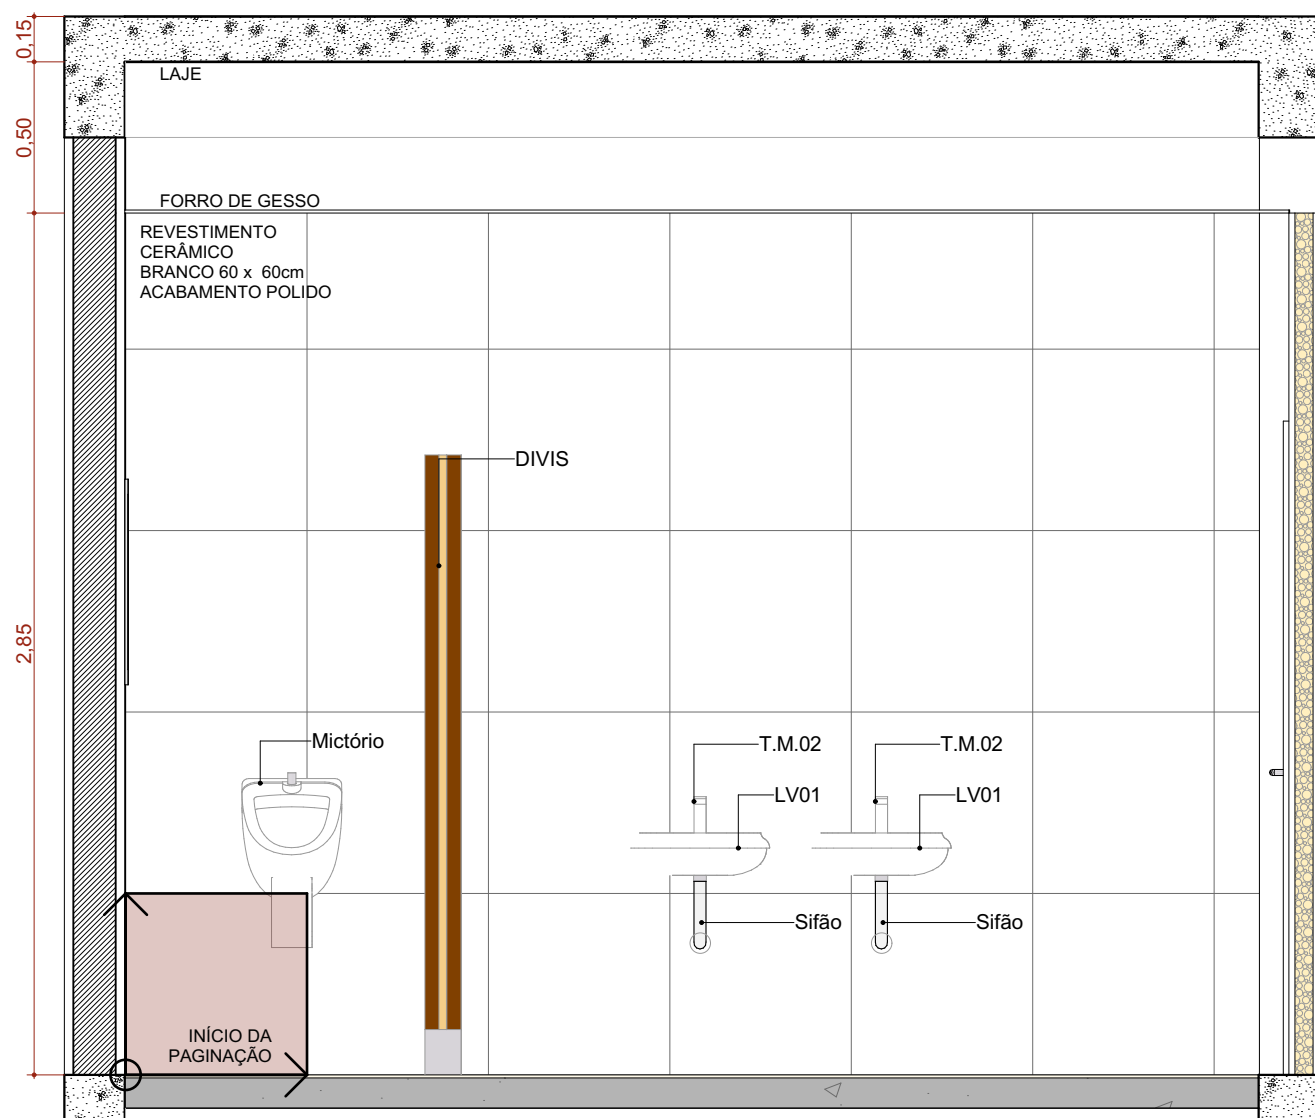 0,15
LAJE
0,50
FORRO DE GESSO
REVESTIMENTO
CERÂMICO
BRANCO 60 x 60cm
ACABAMENTO POLIDO
DIVIS
2,85
Mictório
T.M.02
T.M.02
LV01
LV01
Sifão
Sifão
INÍCIO DA
PAGINAÇÃO